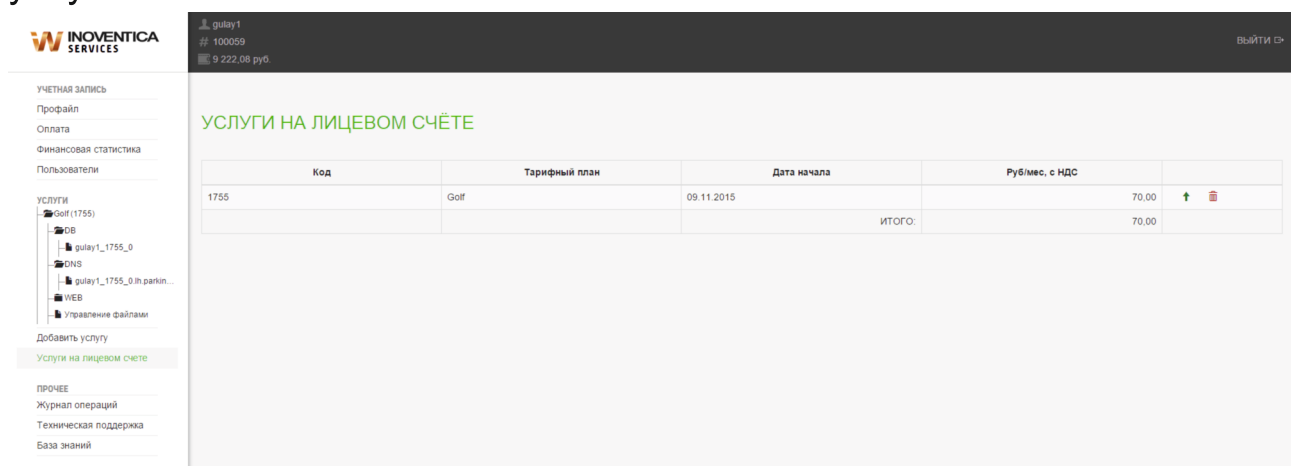 INOVENTICA
SERVICES
gulay1
# 100059
9 222,08 руб.
ВЫЙТИ
УЧЕТНАЯ ЗАПИСЬ
Профайл
Оплата
Финансовая статистика
Пользователи
УСЛУГИ
Golf (1755)
DB
gulay1_1755_0
DNS
gulay1_1755_0.lh.parkin...
WEB
Управление файлами
Добавить услугу
Услуги на лицевом счете
ПРОЧЕЕ
Журнал операций
Техническая поддержка
База знаний
УСЛУГИ НА ЛИЦЕВОМ СЧЁТЕ
Код Тарифный план Дата начала Руб/мес, с НДС
1755 Golf 09.11.2015 70,00
ИТОГО: 70,00